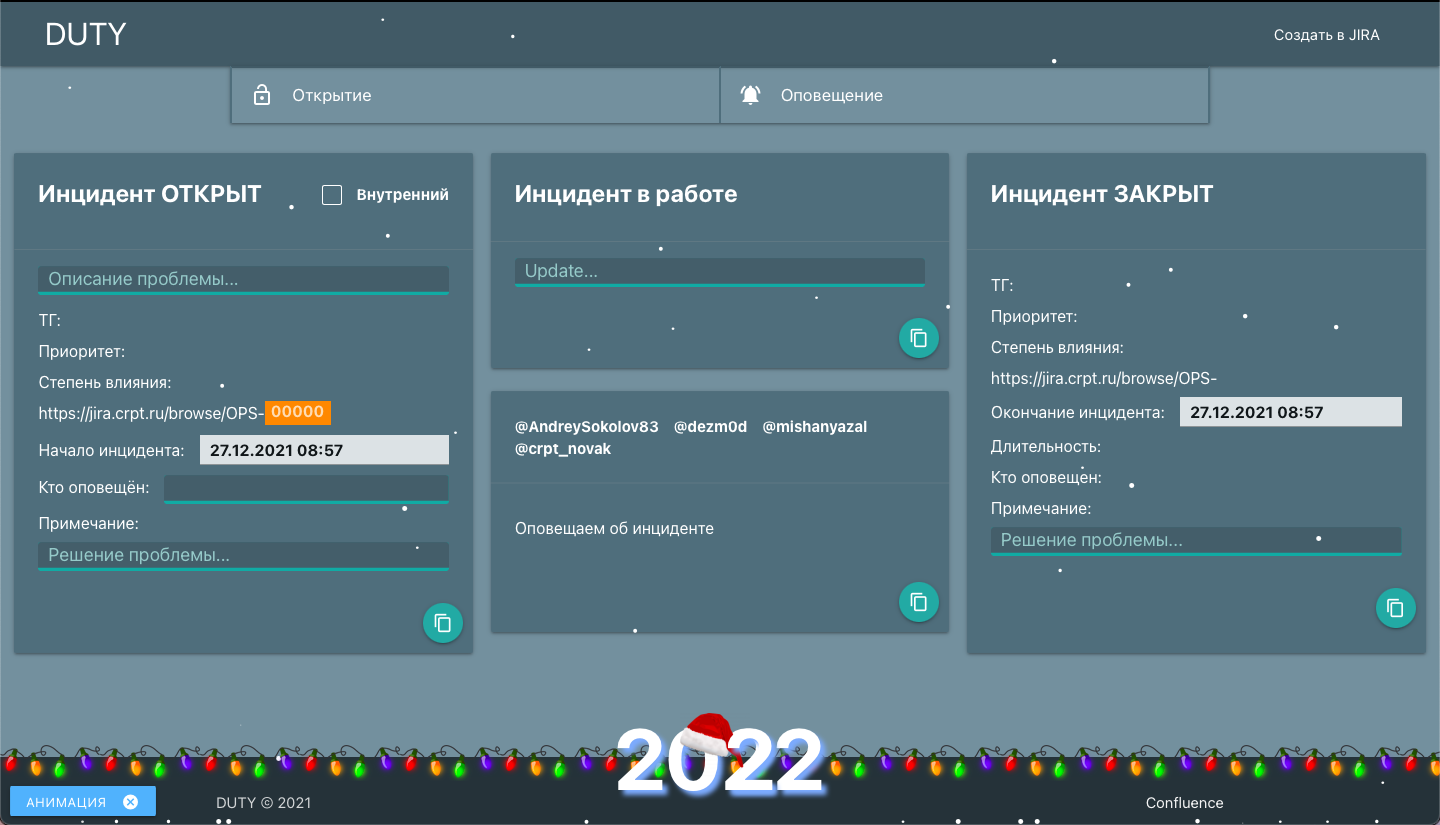 DUTY
Создать в JIRA
Открытие
Оповещение
Инцидент ОТКРЫТ
Внутренний
Описание проблемы...
ТГ:
Приоритет:
Степень влияния:
https://jira.crpt.ru/browse/OPS-00000
Начало инцидента: 27.12.2021 08:57
Кто оповещён:
Примечание:
Решение проблемы...
Инцидент в работе
Update...
@AndreySokolov83 @dezm0d @mishanyazal
@crpt_novak
Оповещаем об инциденте
Инцидент ЗАКРЫТ
ТГ:
Приоритет:
Степень влияния:
https://jira.crpt.ru/browse/OPS-
Окончание инцидента: 27.12.2021 08:57
Длительность:
Кто оповещен:
Примечание:
Решение проблемы...
2022
АНИМАЦИЯ
DUTY © 2021
Confluence